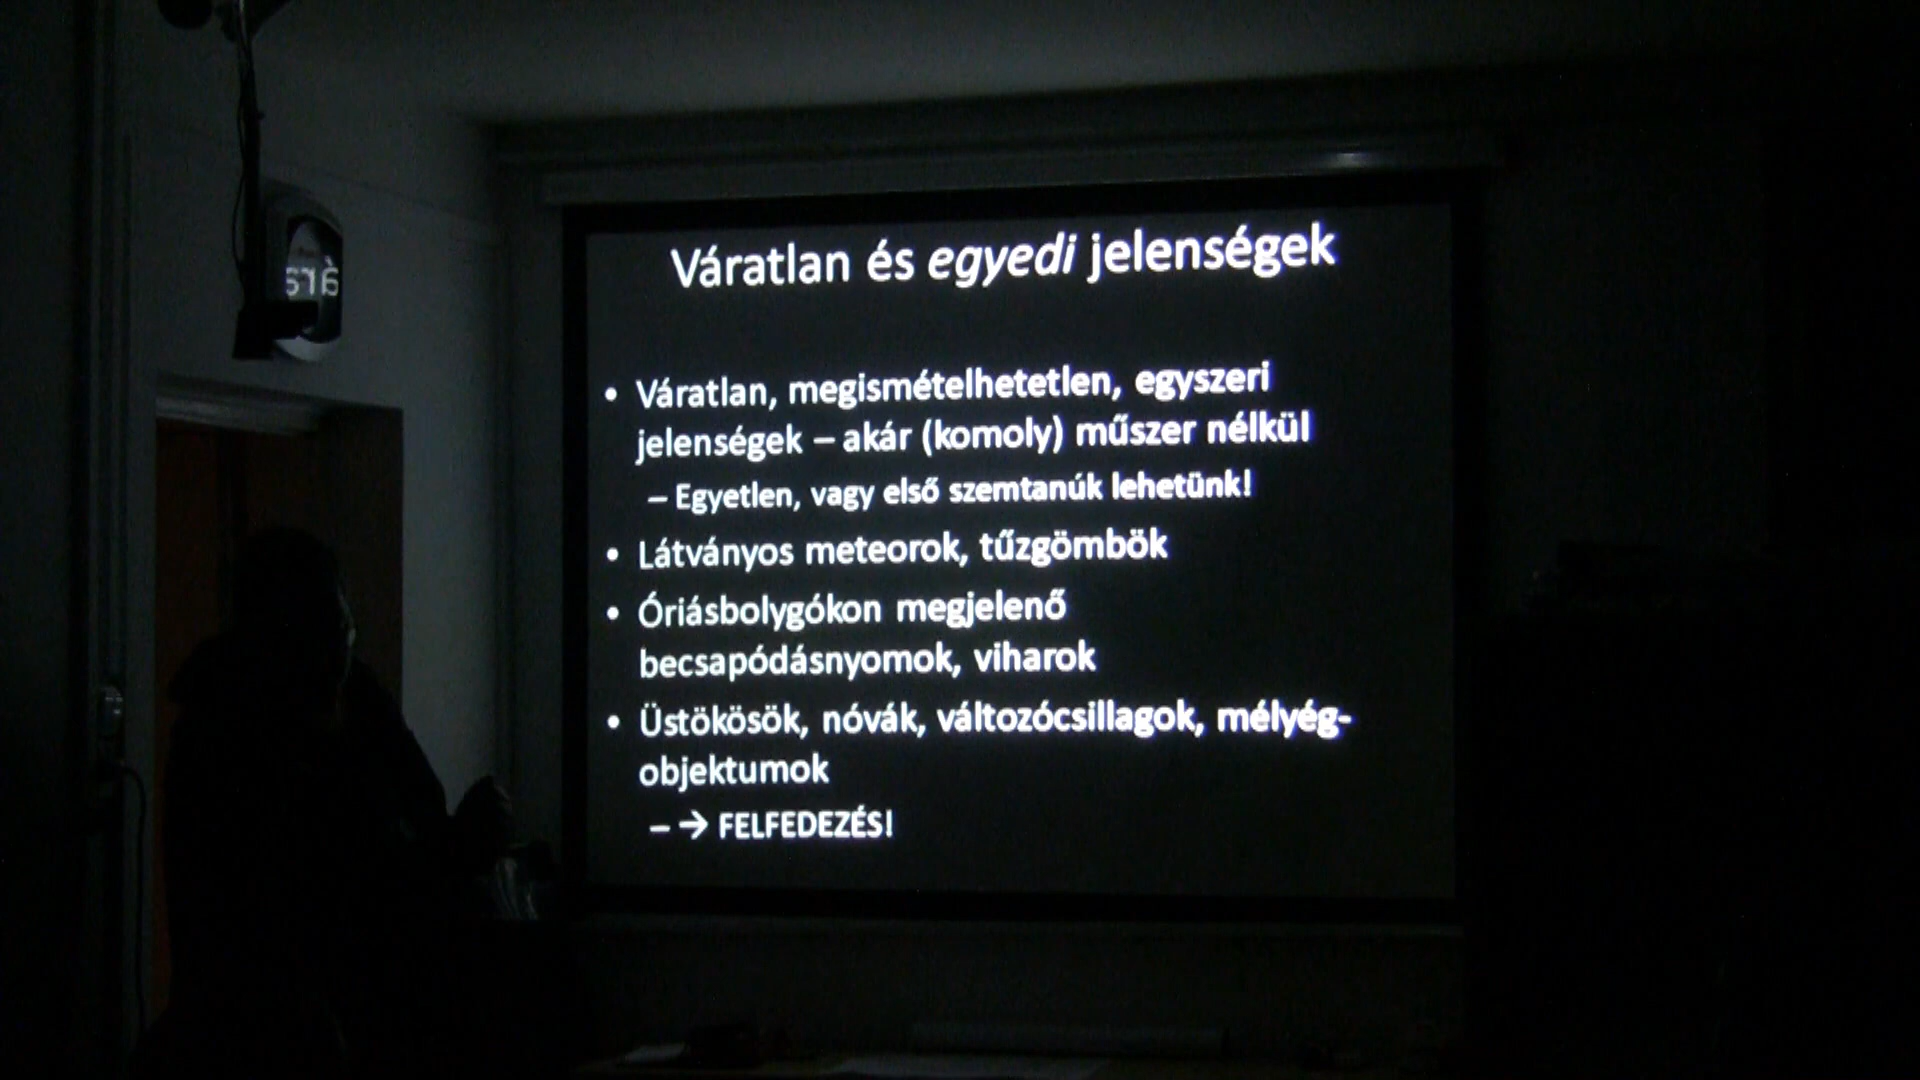 Váratlan és egyedi jelenségek
• Váratlan, megismételhetetlen, egyszeri
jelenségek – akár (komoly) műszer nélkül
– Egyetlen, vagy első szemtanúk lehetünk!
• Látványos meteorok, tűzgömbök
• Óriásbolygókon megjelenő
becsapódásnyomok, viharok
• Üstökösök, nóvák, változócsillagok, mélyég-
objektumok
– → FELFEDEZÉS!